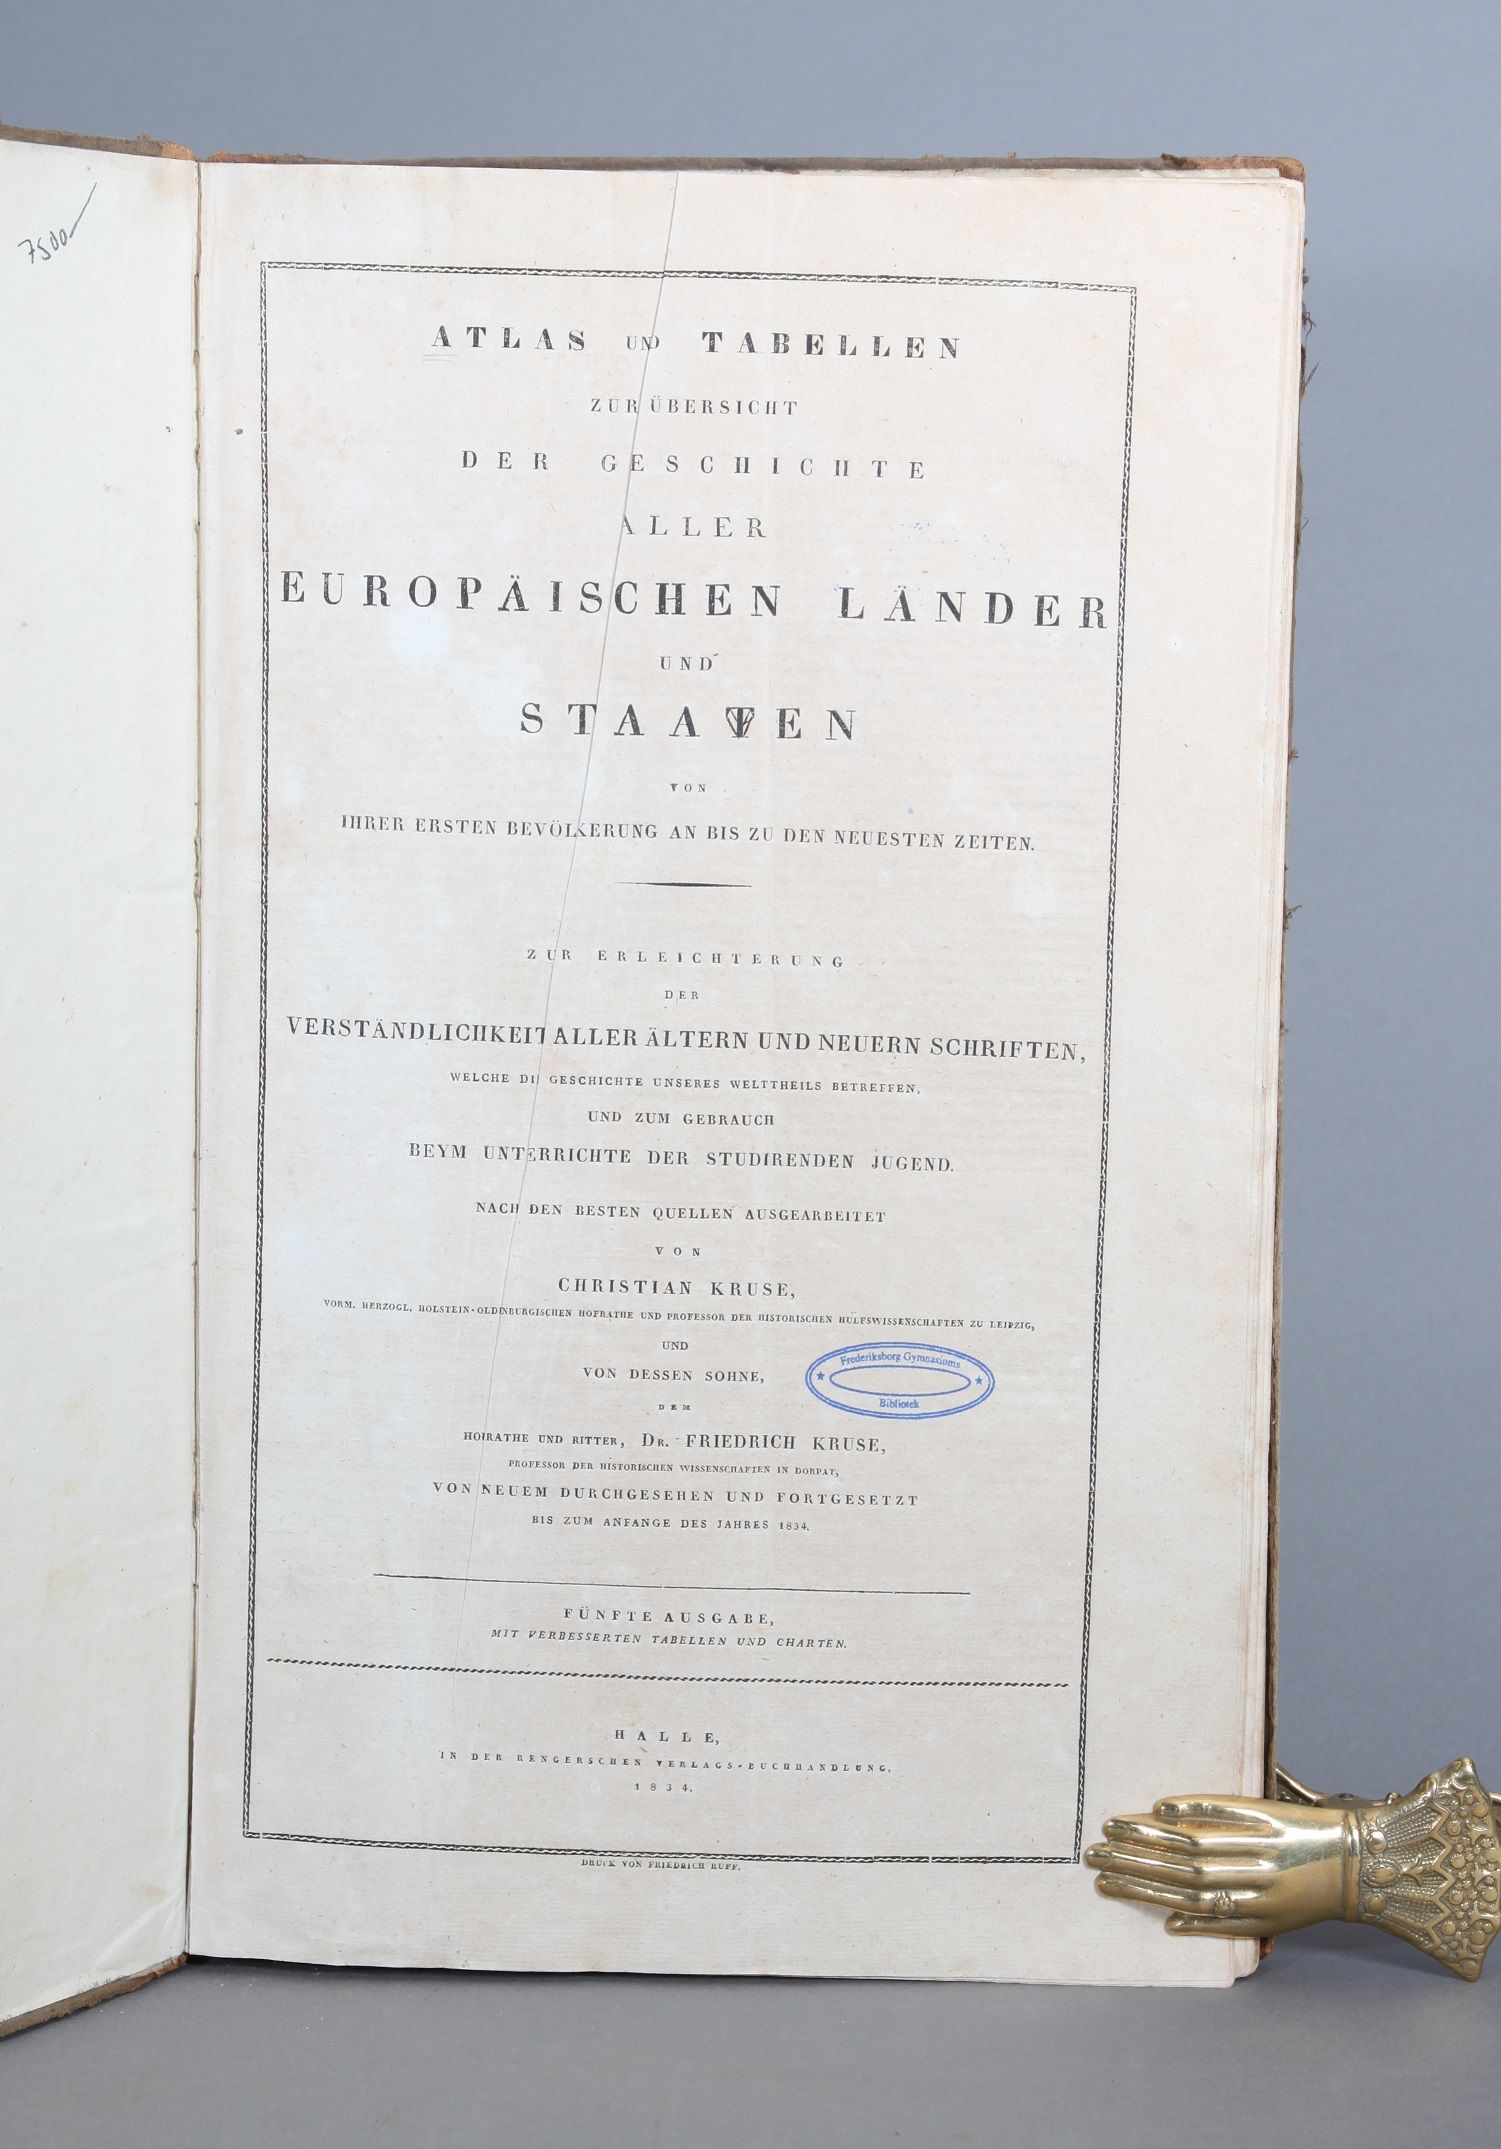 7500
ATLAS UND TABELLEN
ZUR ÜBERSICHT
DER GESCHICHTE
ALLER
EUROPÄISCHEN LÄNDER
UND
STAATEN
VON
IHRER ERSTEN BEVÖLKERUNG AN BIS ZU DEN NEUESTEN ZEITEN.
ZUR ERLEICHTERUNG
DER
VERSTÄNDLICHKEIT ALLER ÄLTERN UND NEUERN SCHRIFTEN,
WELCHE DIE GESCHICHTE UNSERES WELTTHEILS BETREFFEN,
UND ZUM GEBRAUCH
BEYM UNTERRICHTE DER STUDIRENDEN JUGEND.
NACH DEN BESTEN QUELLEN AUSGEARBEITET
VON
CHRISTIAN KRUSE,
VORM. HERZOGL. HOLSTEIN-OLDENBURGISCHEN HOFRATHE UND PROFESSOR DER HISTORISCHEN HÜLFSWISSENSCHAFTEN ZU LEIPZIG,
UND
VON DESSEN SOHNE,
Frederiksborg Gymnasiums
Bibliotek
DEM
HOFRATHE UND RITTER, DR. FRIEDRICH KRUSE,
PROFESSOR DER HISTORISCHEN WISSENSCHAFTEN IN DORPAT,
VON NEUEM DURCHGESEHEN UND FORTGESETZT
BIS ZUM ANFANGE DES JAHRES 1834.
FÜNFTE AUSGABE,
MIT VERBESSERTEN TABELLEN UND CHARTEN.
HALLE,
IN DER RENGERSCHEN VERLAGS-BUCHHANDLUNG.
1834.
DRUCK VON FRIEDRICH RUFF.